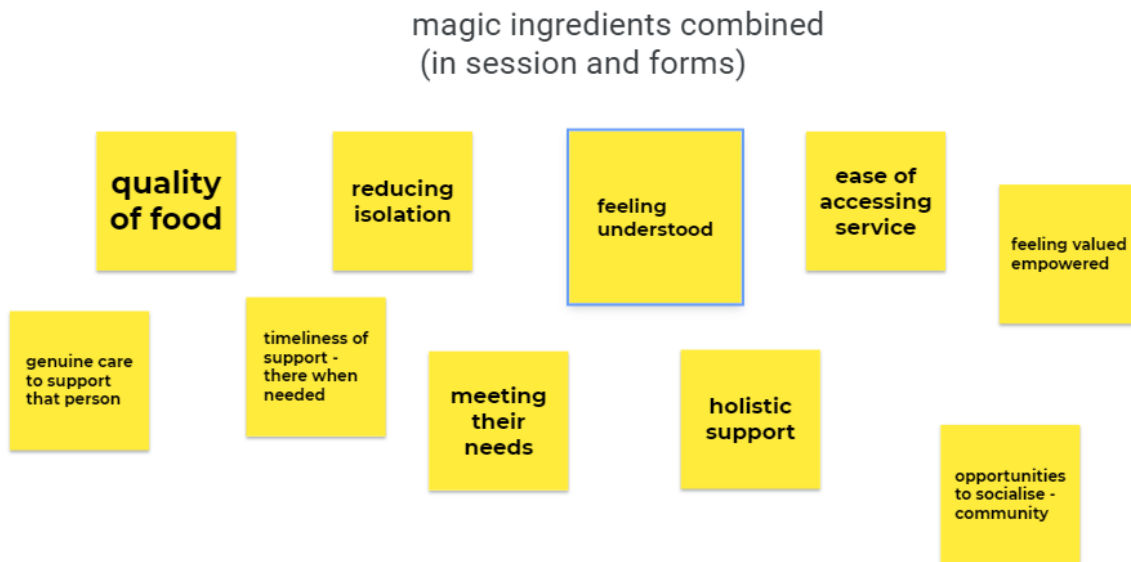 magic ingredients combined
(in session and forms)
quality
of food
reducing
isolation
feeling
understood
ease of
accessing
service
feeling valued
empowered
genuine care
to support
that person
timeliness of
support -
there when
needed
meeting
their
needs
holistic
support
opportunities
to socialise -
community